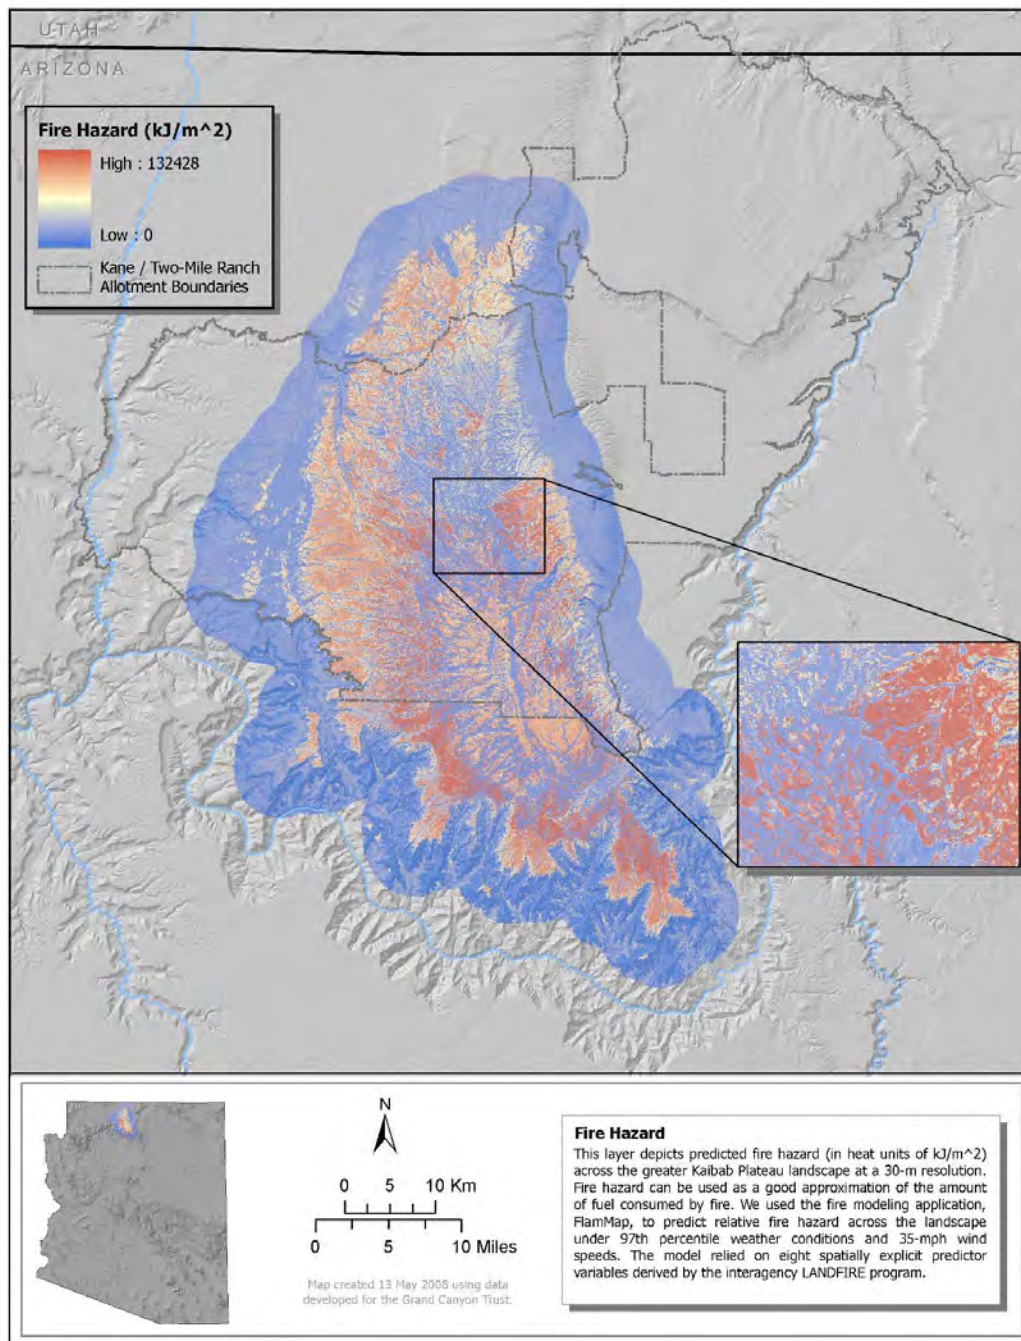 UTAH
ARIZONA
Fire Hazard (kJ/m^2)
High : 132428
Low : 0
Kane / Two-Mile Ranch
Allotment Boundaries
N
0 5 10 Km
0 5 10 Miles
Map created 13 May 2008 using data
developed for the Grand Canyon Trust.
Fire Hazard
This layer depicts predicted fire hazard (in heat units of kJ/m^2)
across the greater Kaibab Plateau landscape at a 30-m resolution.
Fire hazard can be used as a good approximation of the amount
of fuel consumed by fire. We used the fire modeling application,
FlamMap, to predict relative fire hazard across the landscape
under 97th percentile weather conditions and 35-mph wind
speeds. The model relied on eight spatially explicit predictor
variables derived by the interagency LANDFIRE program.